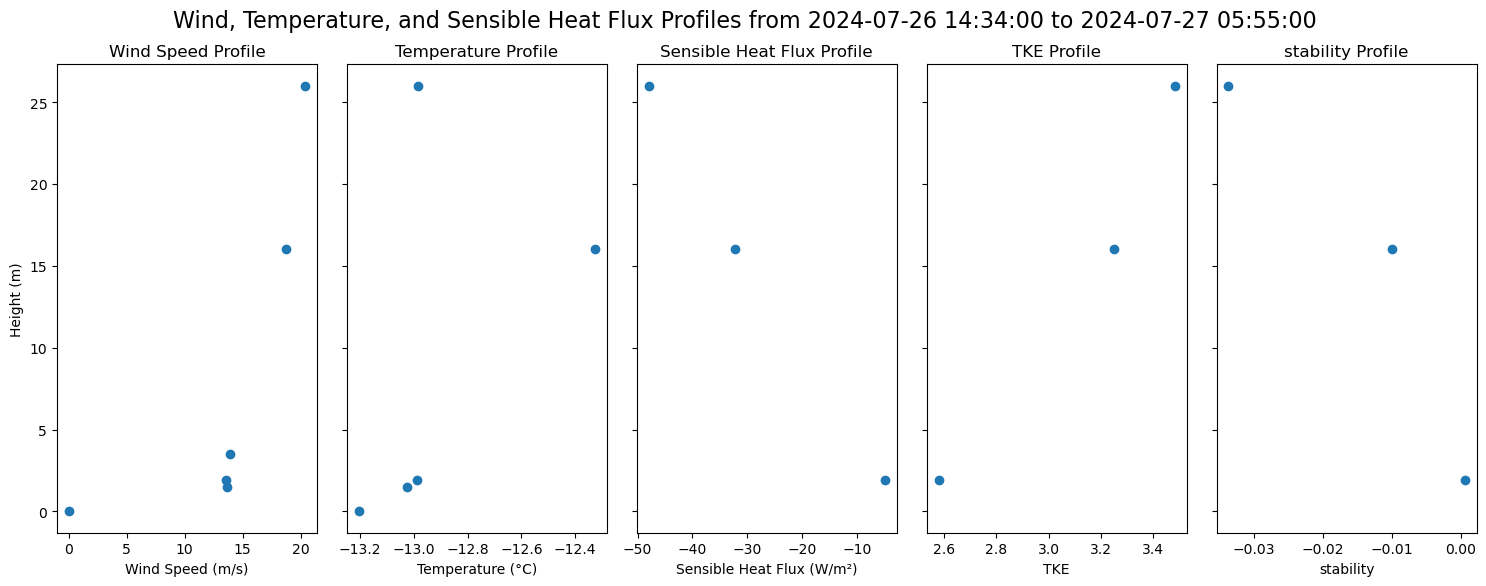 Wind, Temperature, and Sensible Heat Flux Profiles from 2024-07-26 14:34:00 to 2024-07-27 05:55:00
Wind Speed Profile
Temperature Profile
Sensible Heat Flux Profile
TKE Profile
stability Profile
25
20
15
10
5
0
Height (m)
0 5 10 15 20
−13.2 −13.0 −12.8 −12.6 −12.4
−50 −40 −30 −20 −10
2.6 2.8 3.0 3.2 3.4
−0.03 −0.02 −0.01 0.00
Wind Speed (m/s)
Temperature (°C)
Sensible Heat Flux (W/m²)
TKE
stability